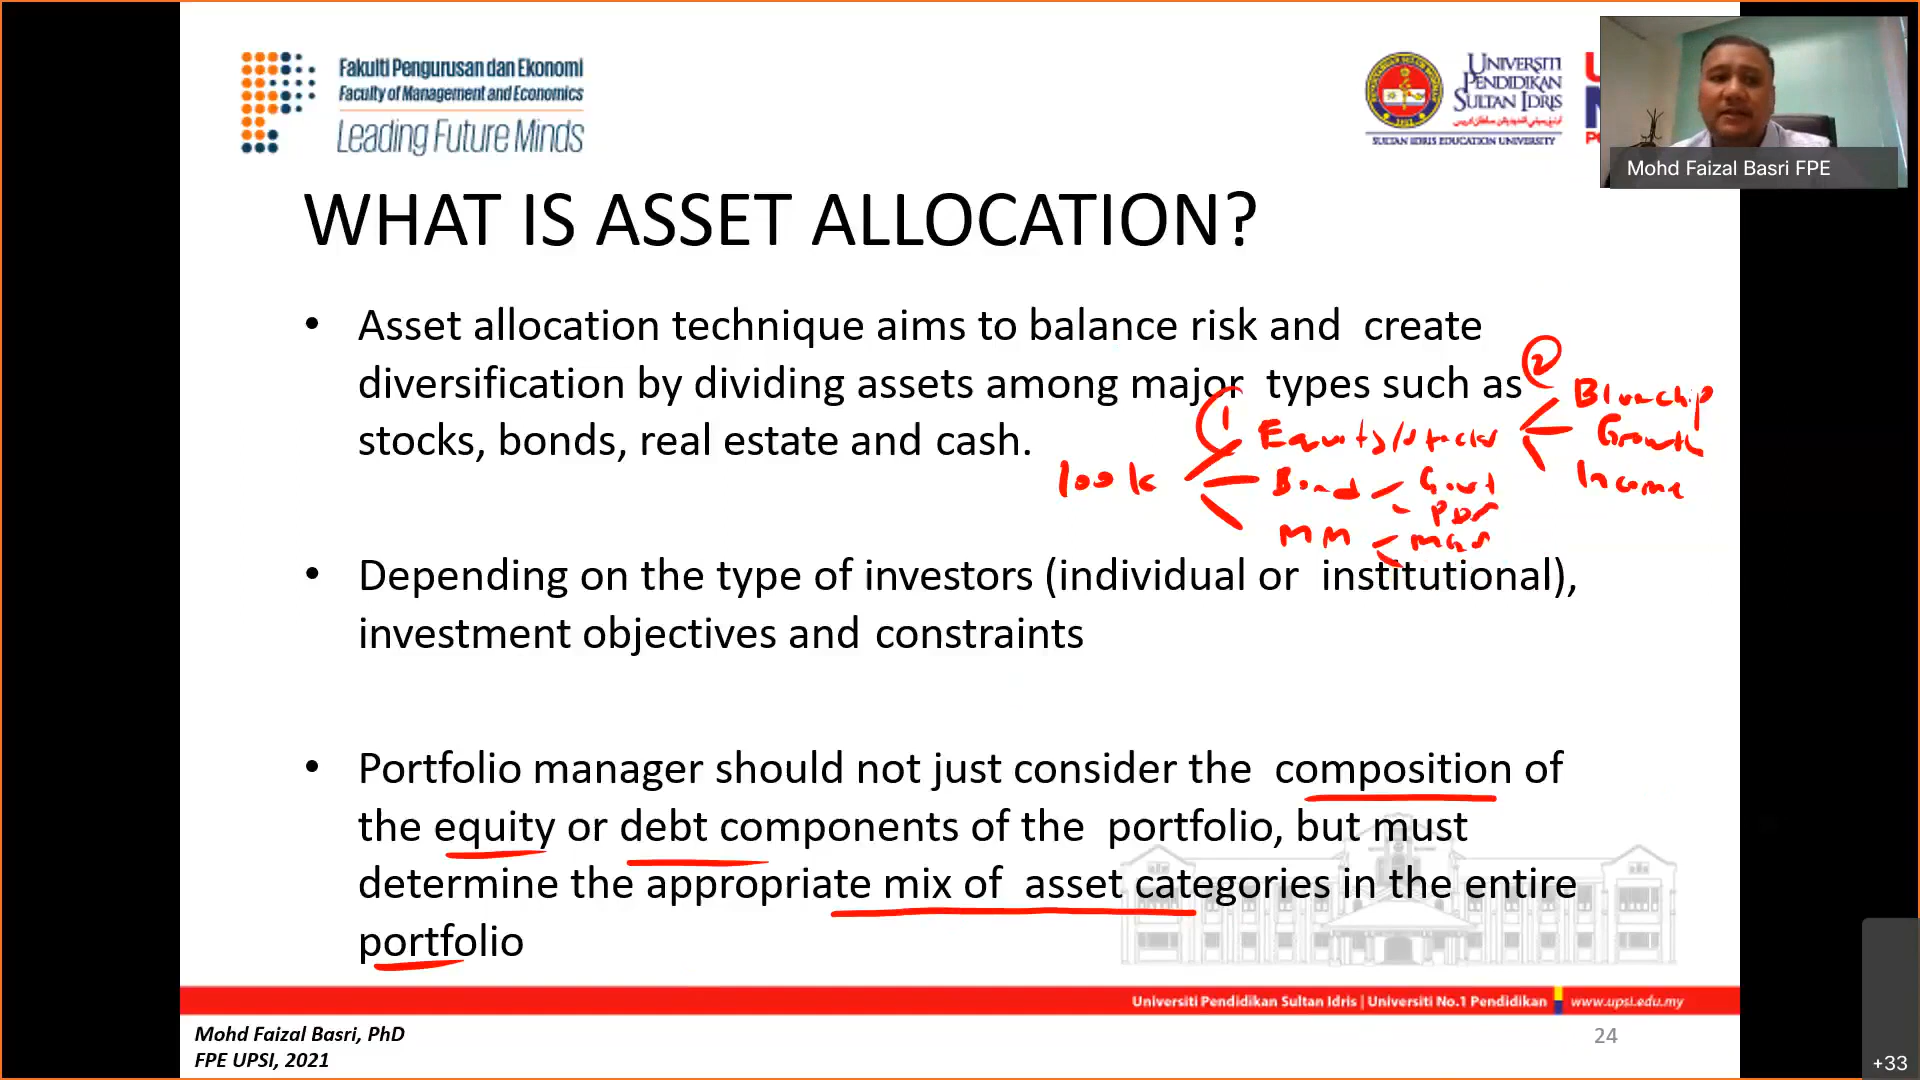 Fakulti Pengurusan dan Ekonomi
Faculty of Management and Economics
Leading Future Minds
UNIVERSITI
PENDIDIKAN
SULTAN IDRIS
SULTAN IDRIS EDUCATION UNIVERSITY
Mohd Faizal Basri FPE
WHAT IS ASSET ALLOCATION?
• Asset allocation technique aims to balance risk and create
diversification by dividing assets among major types such as
stocks, bonds, real estate and cash.
100k
1
Equity/stocks
Bond
Govt
MM
2
Bluechip
Growth
Income
• Depending on the type of investors (individual or institutional),
investment objectives and constraints
• Portfolio manager should not just consider the composition of
the equity or debt components of the portfolio, but must
determine the appropriate mix of asset categories in the entire
portfolio
Universiti Pendidikan Sultan Idris | Universiti No.1 Pendidikan
www.upsi.edu.my
Mohd Faizal Basri, PhD
FPE UPSI, 2021
24
+33